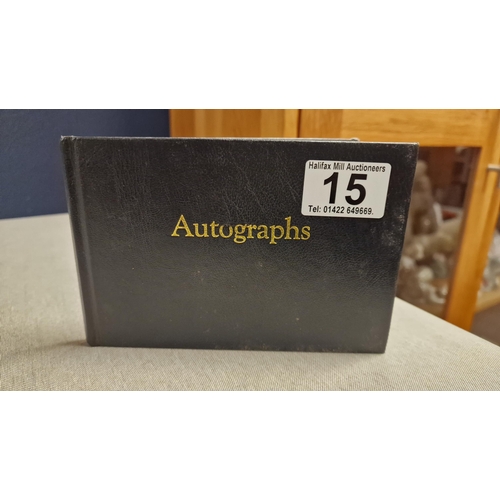 Halifax Mill Auctioneers
15
Tel: 01422 649669.
Autographs